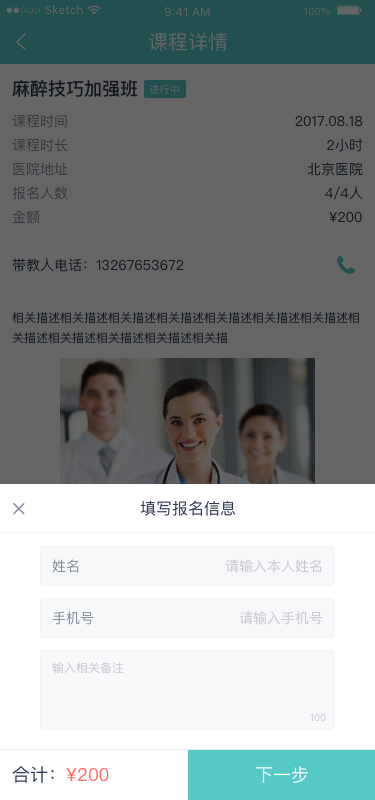 Sketch
9:41 AM
100%
课程详情
麻醉技巧加强班 进行中
课程时间 2017.08.18
课程时长 2小时
医院地址 北京医院
报名人数 4/4人
金额 ¥200
带教人电话：13267653672
相关描述相关描述相关描述相关描述相关描述相关描述相关描述相
关描述相关描述相关描述相关描述相关描
填写报名信息
姓名 请输入本人姓名
手机号 请输入手机号
输入相关备注
100
合计：¥200
下一步